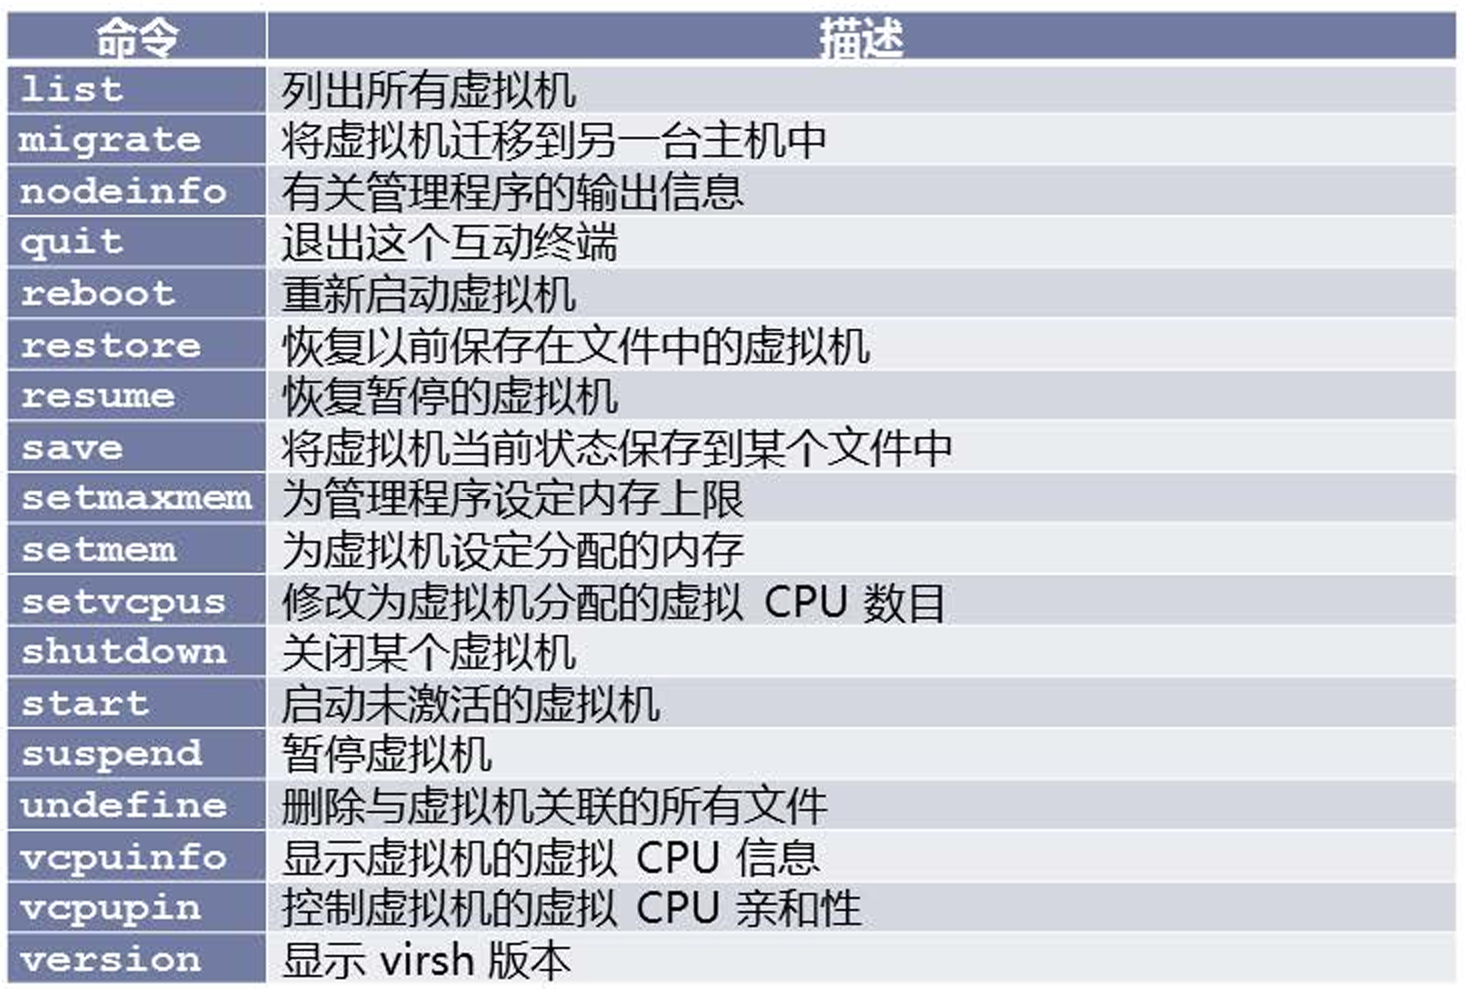 命令 描述
list 列出所有虚拟机
migrate 将虚拟机迁移到另一台主机中
nodeinfo 有关管理程序的输出信息
quit 退出这个互动终端
reboot 重新启动虚拟机
restore 恢复以前保存在文件中的虚拟机
resume 恢复暂停的虚拟机
save 将虚拟机当前状态保存到某个文件中
setmaxmem 为管理程序设定内存上限
setmem 为虚拟机设定分配的内存
setvcpus 修改为虚拟机分配的虚拟 CPU 数目
shutdown 关闭某个虚拟机
start 启动未激活的虚拟机
suspend 暂停虚拟机
undefine 删除与虚拟机关联的所有文件
vcpuinfo 显示虚拟机的虚拟 CPU 信息
vcpupin 控制虚拟机的虚拟 CPU 亲和性
version 显示 virsh 版本